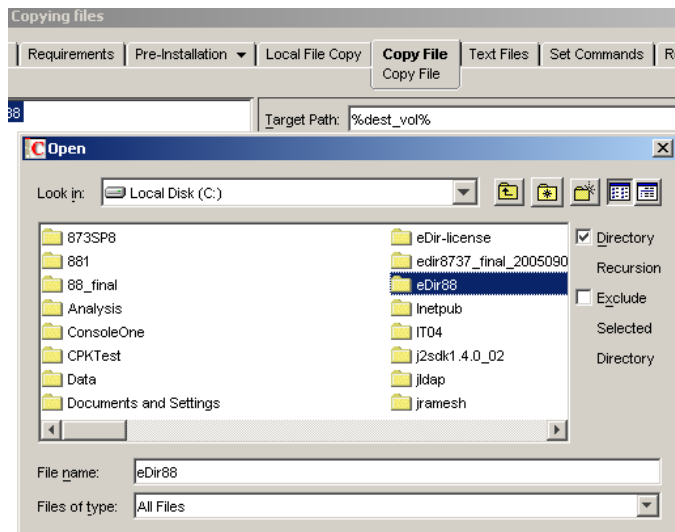 Copying files
Requirements Pre-Installation Local File Copy Copy File Text Files Set Commands R
Copy File
88
Target Path: %dest_vol%
Open
Look in: Local Disk (C:)
873SP8
881
88_final
Analysis
ConsoleOne
CPKTest
Data
Documents and Settings
eDir-license
edir8737_final_2005090
eDir88
Inetpub
IT04
j2sdk1.4.0_02
jldap
jramesh
Directory
Recursion
Exclude
Selected
Directory
File name: eDir88
Files of type: All Files